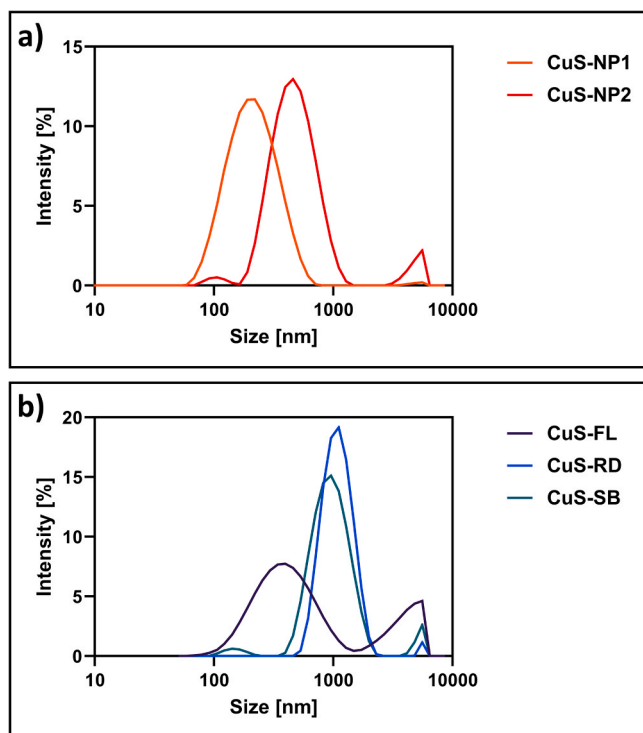 a)
15
10
5
0
Intensity [%]
10
100
1000
10000
Size [nm]
CuS-NP1
CuS-NP2
b)
20
15
10
5
0
Intensity [%]
10
100
1000
10000
Size [nm]
CuS-FL
CuS-RD
CuS-SB